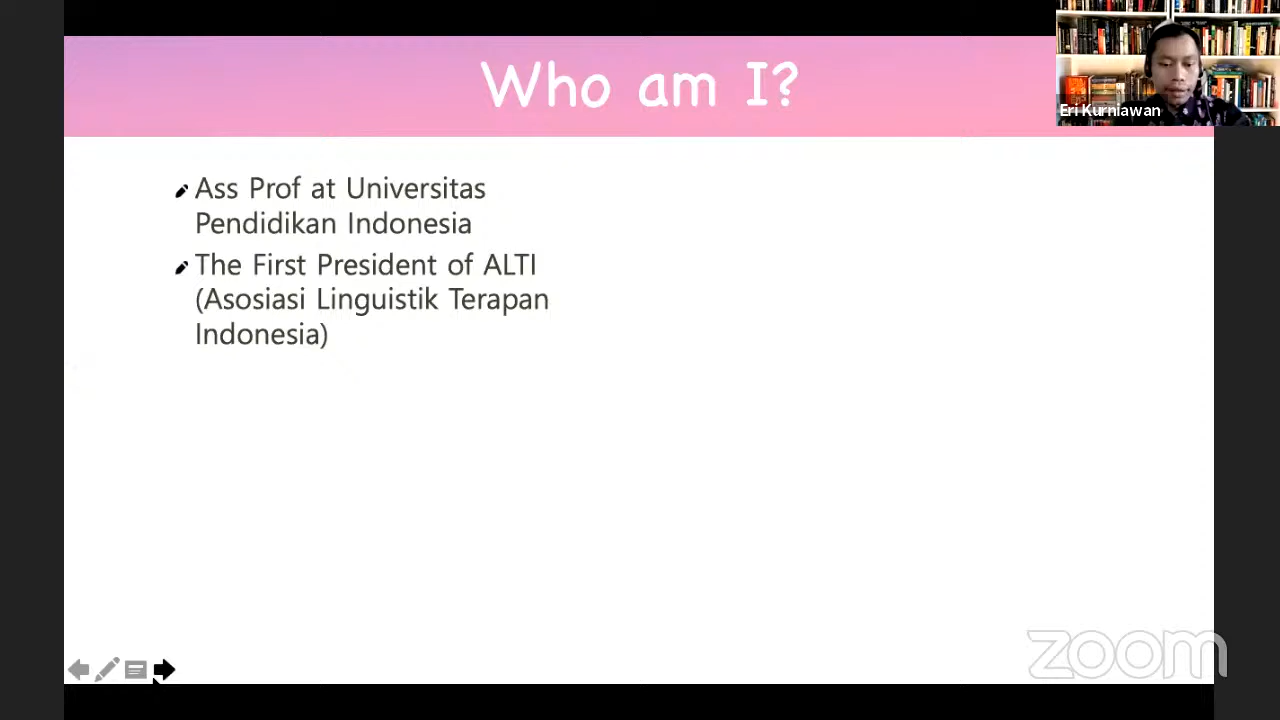 Who am I?
Eri Kurniawan
Ass Prof at Universitas
Pendidikan Indonesia
The First President of ALTI
(Asosiasi Linguistik Terapan
Indonesia)
zoom